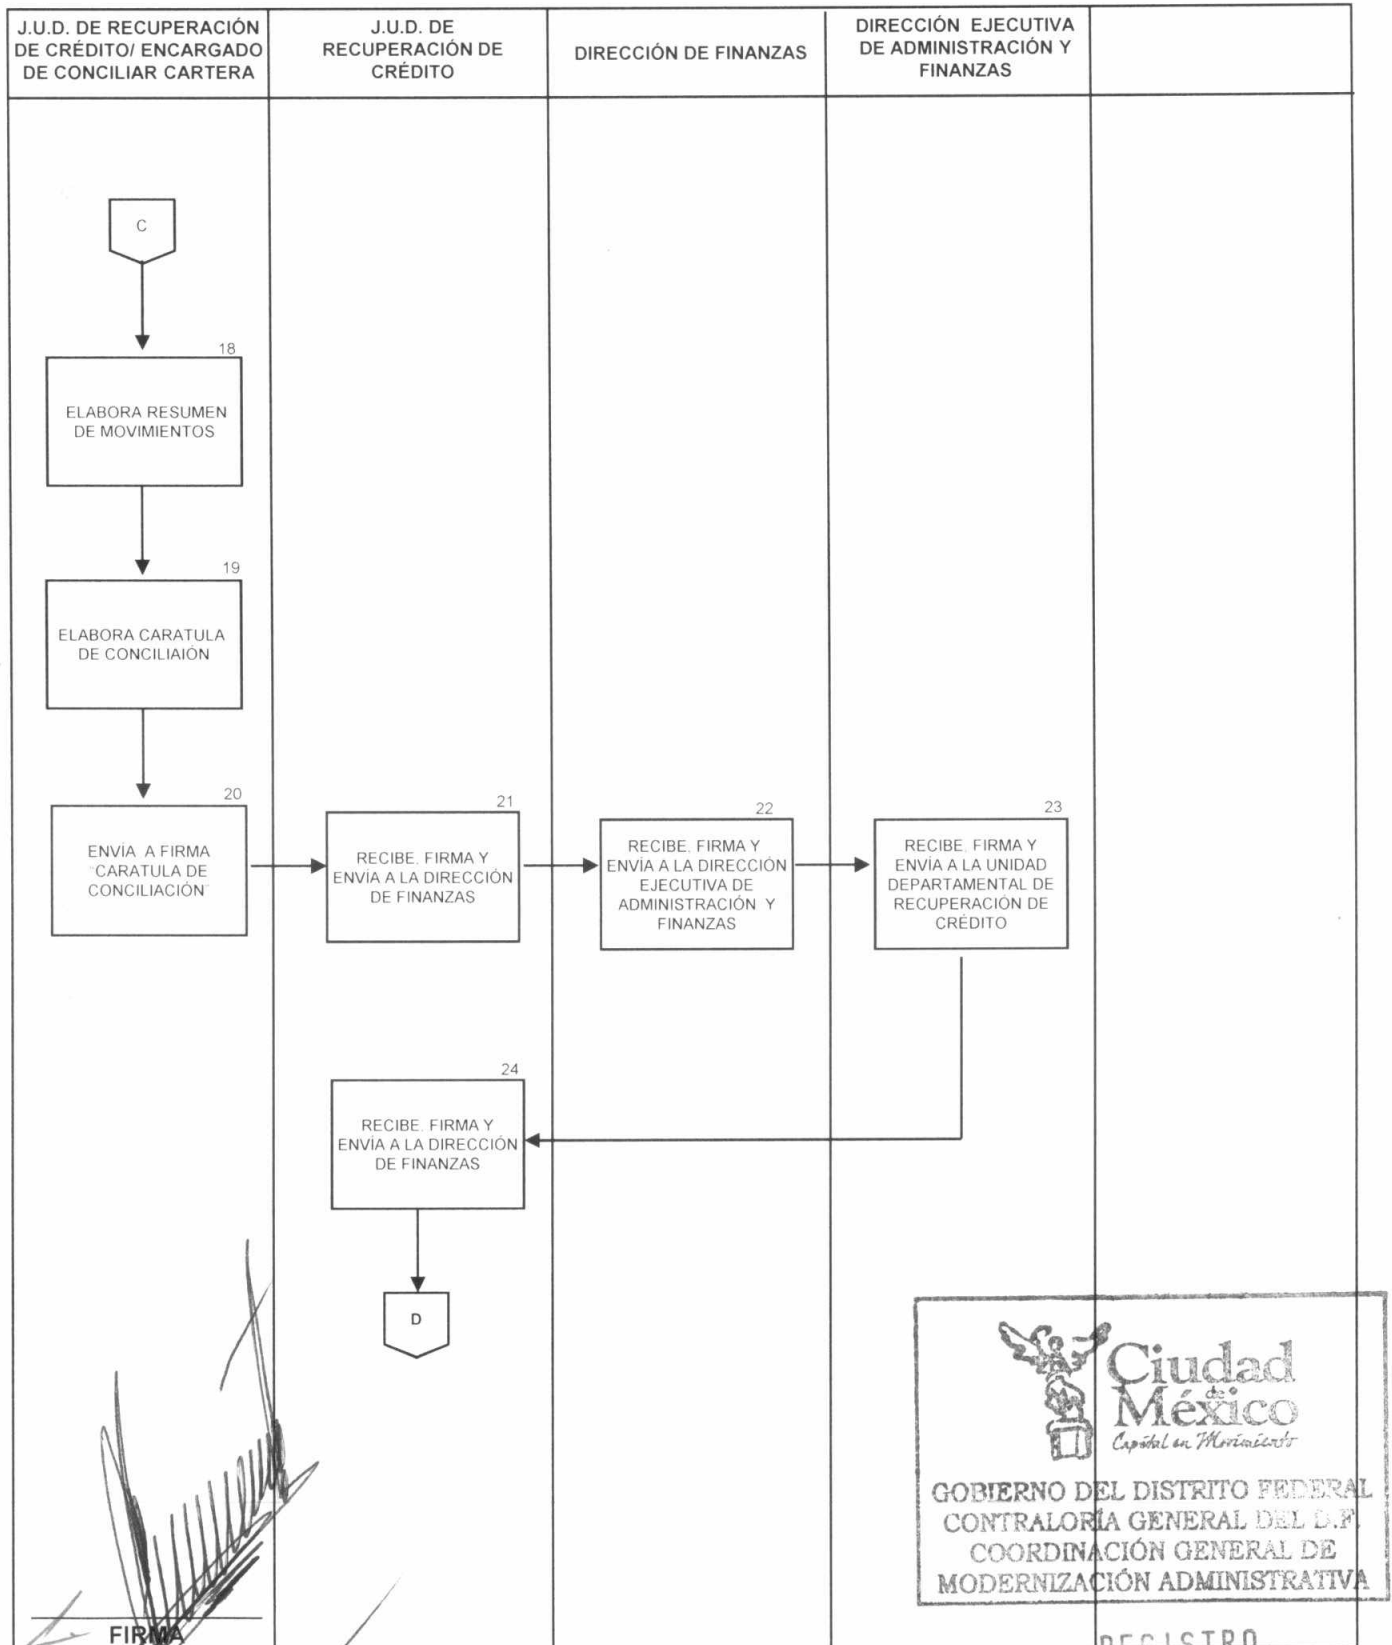 J.U.D. DE RECUPERACIÓN
DE CRÉDITO/ ENCARGADO
DE CONCILIAR CARTERA
J.U.D. DE
RECUPERACIÓN DE
CRÉDITO
DIRECCIÓN DE FINANZAS
DIRECCIÓN EJECUTIVA
DE ADMINISTRACIÓN Y
FINANZAS
C
18
ELABORA RESUMEN
DE MOVIMIENTOS
19
ELABORA CARATULA
DE CONCILIAIÓN
20
ENVÍA A FIRMA
"CARATULA DE
CONCILIACIÓN"
21
RECIBE, FIRMA Y
ENVÍA A LA DIRECCIÓN
DE FINANZAS
22
RECIBE, FIRMA Y
ENVÍA A LA DIRECCIÓN
EJECUTIVA DE
ADMINISTRACIÓN Y
FINANZAS
23
RECIBE, FIRMA Y
ENVÍA A LA UNIDAD
DEPARTAMENTAL DE
RECUPERACIÓN DE
CRÉDITO
24
RECIBE, FIRMA Y
ENVÍA A LA DIRECCIÓN
DE FINANZAS
D
Ciudad
de
México
Capital en Movimiento
GOBIERNO DEL DISTRITO FEDERAL
CONTRALORÍA GENERAL DEL D.F.
COORDINACIÓN GENERAL DE
MODERNIZACIÓN ADMINISTRATIVA
FIRMA
REGISTRO